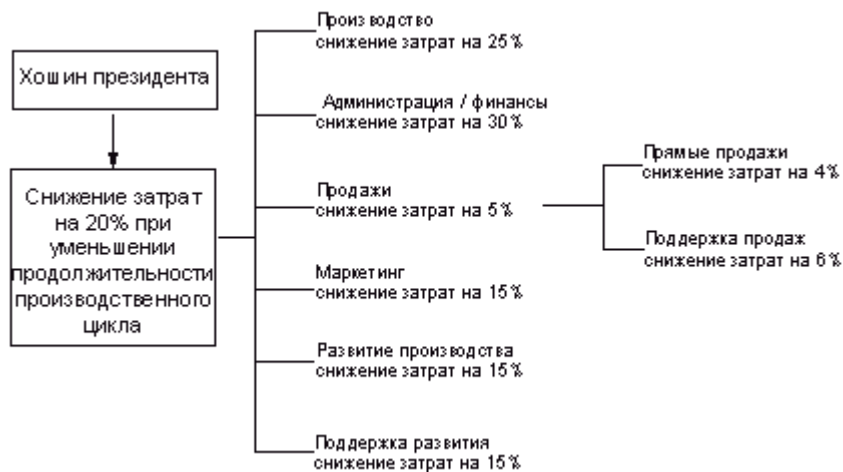 Хошин президента
Снижение затрат
на 20% при
уменьшении
продолжительности
производственного
цикла
Производство
снижение затрат на 25%
Администрация / финансы
снижение затрат на 30%
Продажи
снижение затрат на 5%
Маркетинг
снижение затрат на 15%
Развитие производства
снижение затрат на 15%
Поддержка развития
снижение затрат на 15%
Прямые продажи
снижение затрат на 4%
Поддержка продаж
снижение затрат на 6%